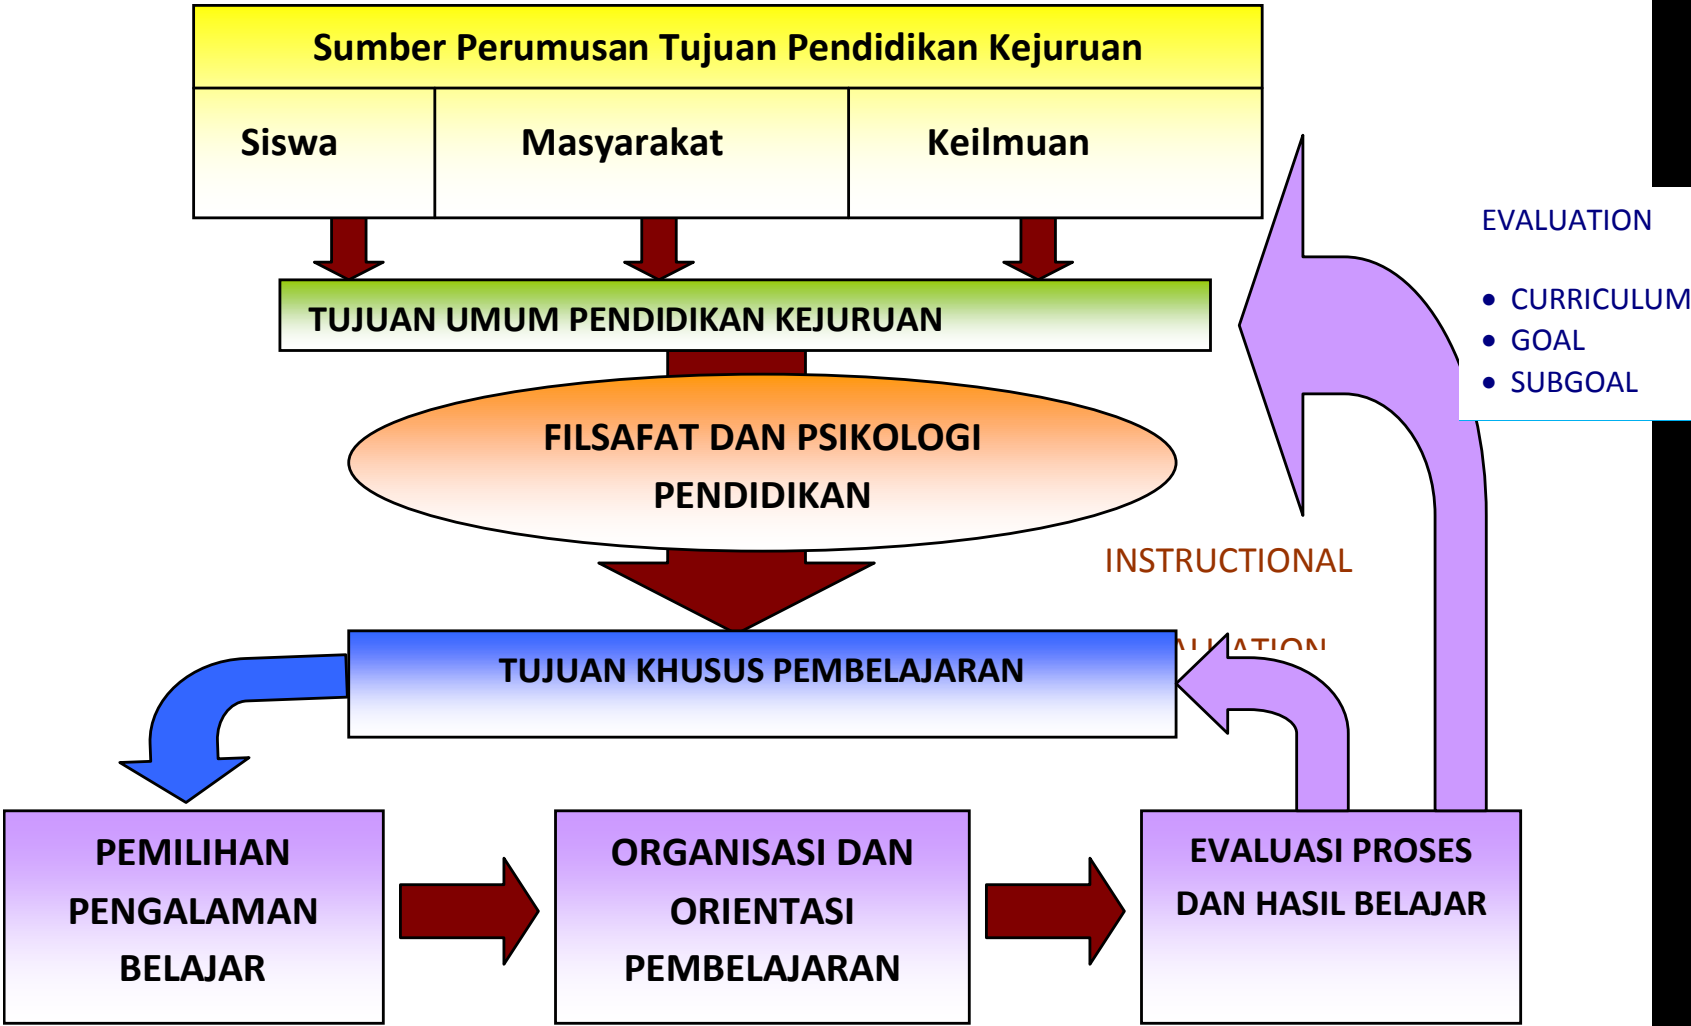 Sumber Perumusan Tujuan Pendidikan Kejuruan
Siswa
Masyarakat
Keilmuan
TUJUAN UMUM PENDIDIKAN KEJURUAN
FILSAFAT DAN PSIKOLOGI
PENDIDIKAN
EVALUATION
• CURRICULUM
• GOAL
• SUBGOAL
INSTRUCTIONAL
TUJUAN KHUSUS PEMBELAJARAN
PEMILIHAN
PENGALAMAN
BELAJAR
ORGANISASI DAN
ORIENTASI
PEMBELAJARAN
EVALUASI PROSES
DAN HASIL BELAJAR